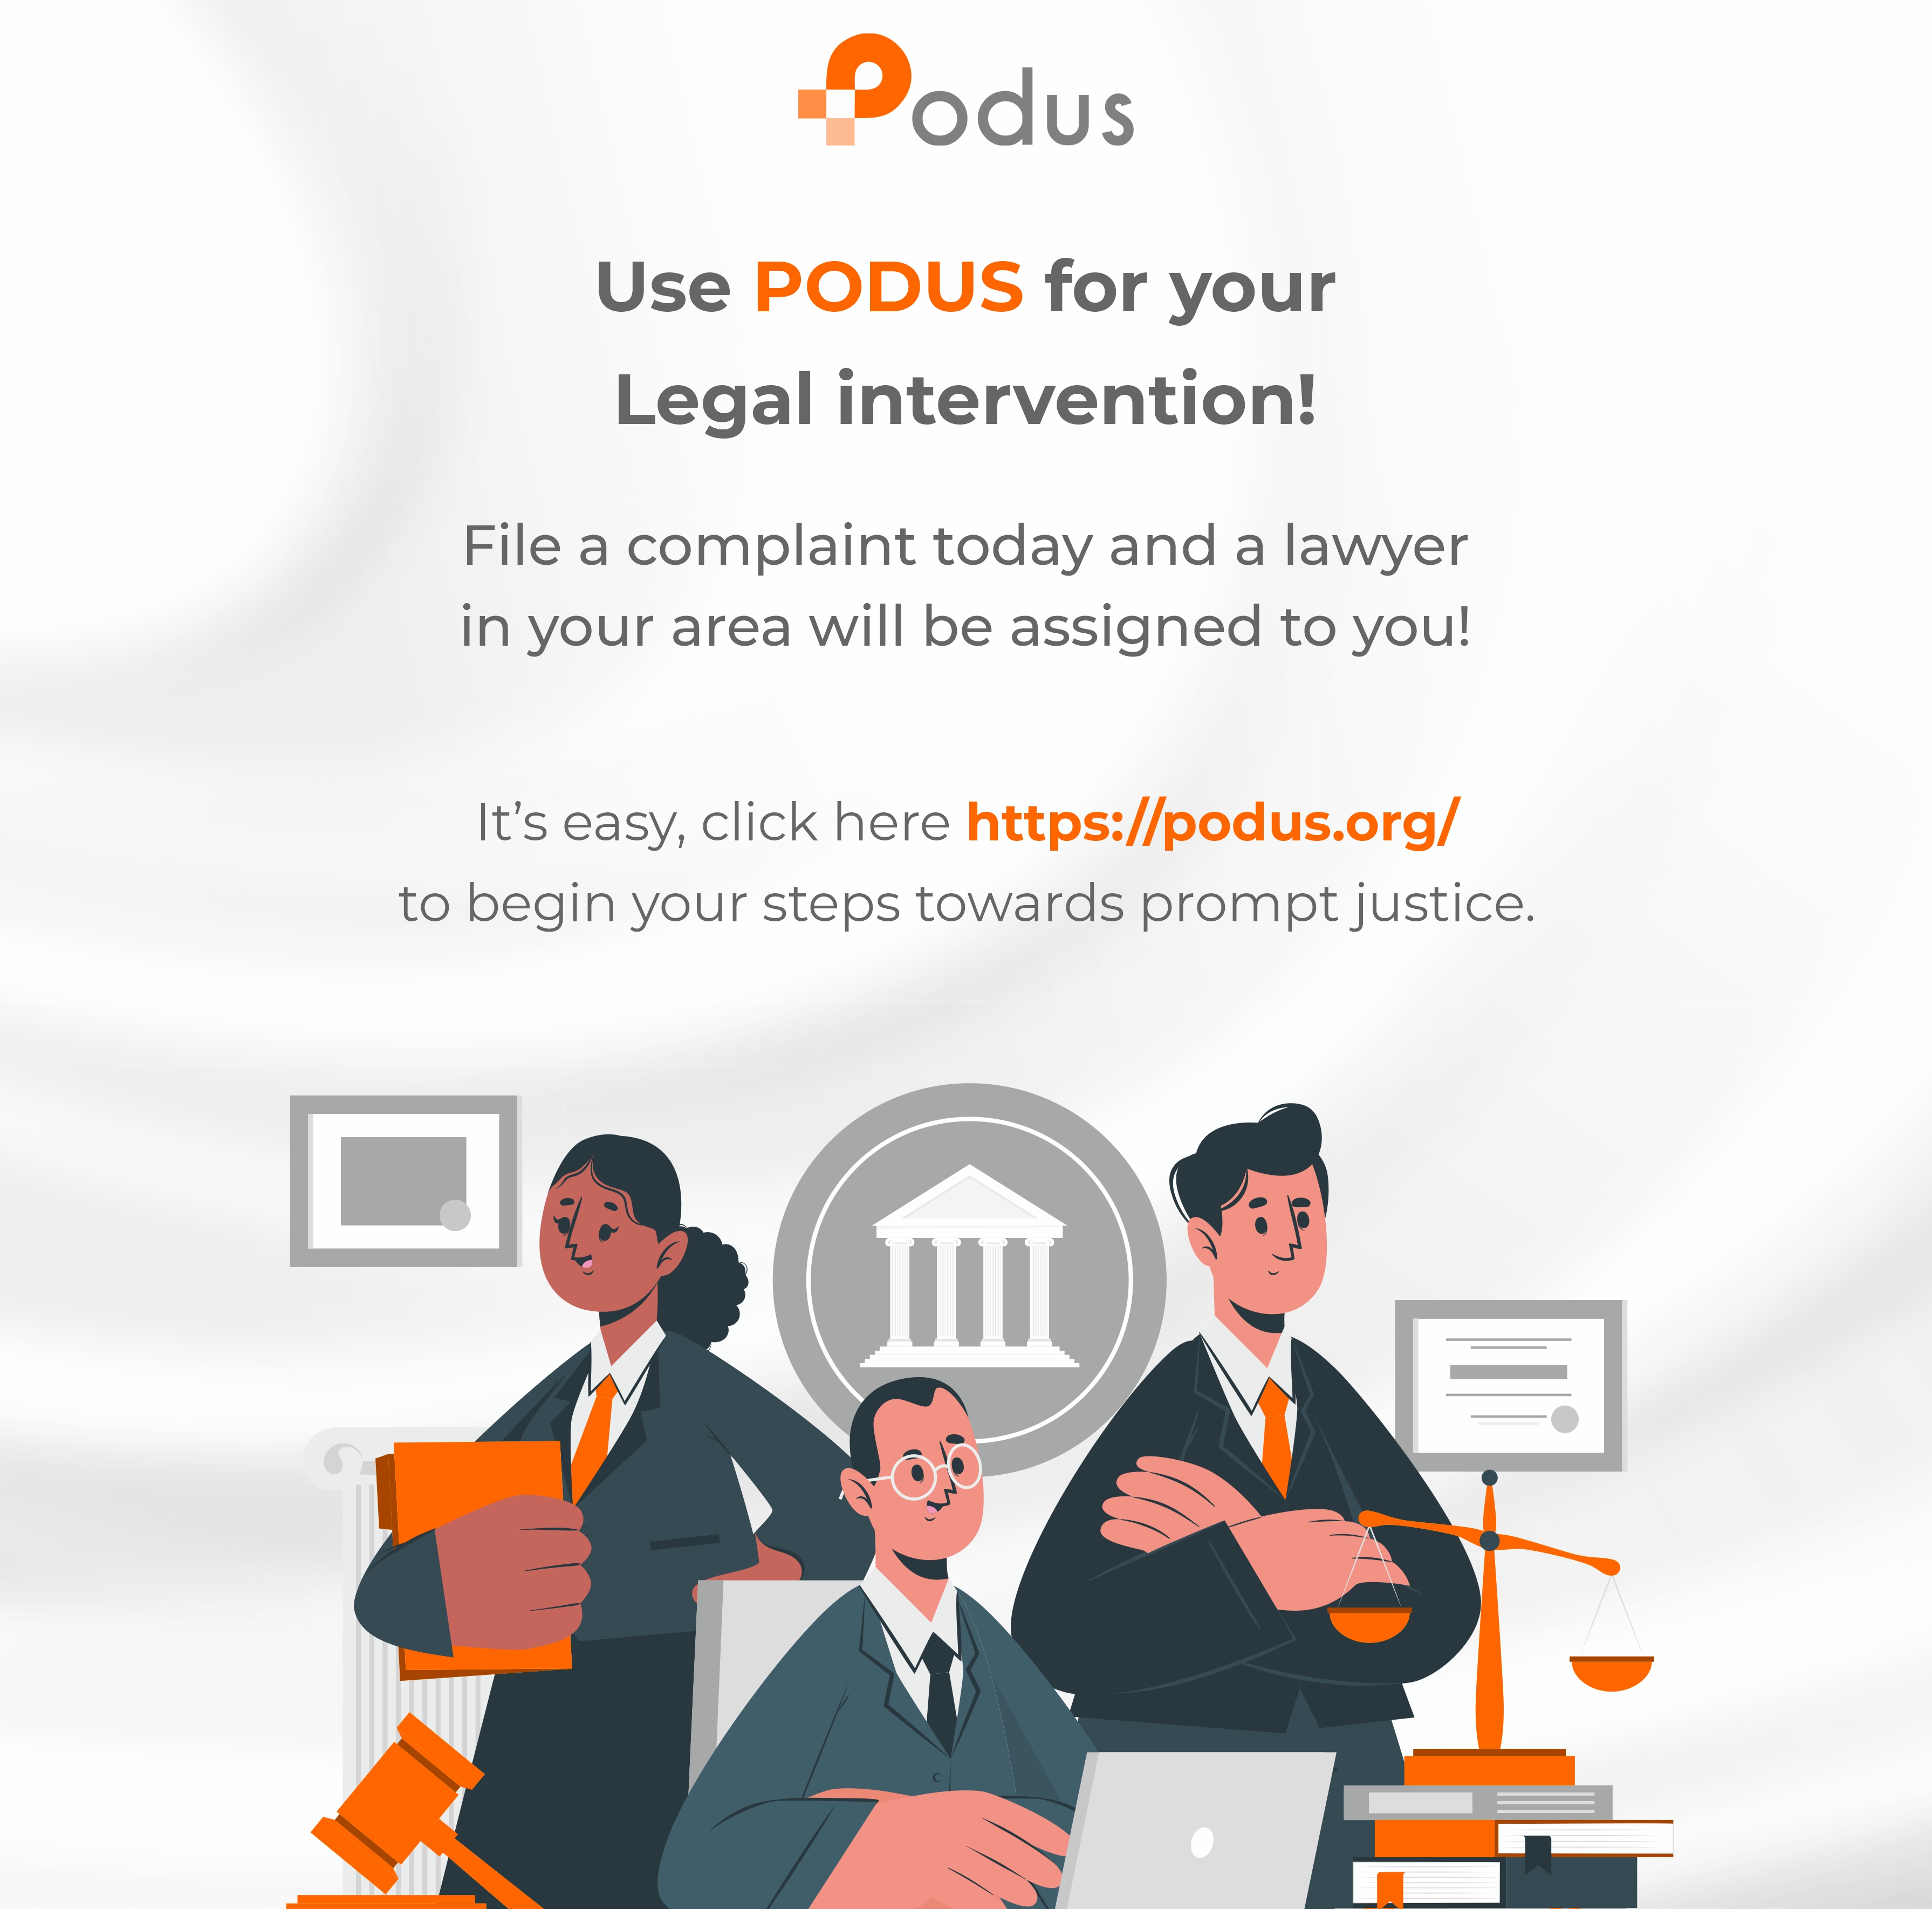 Podus
Use PODUS for your
Legal intervention!
File a complaint today and a lawyer
in your area will be assigned to you!
It’s easy, click here https://podus.org/
to begin your steps towards prompt justice.